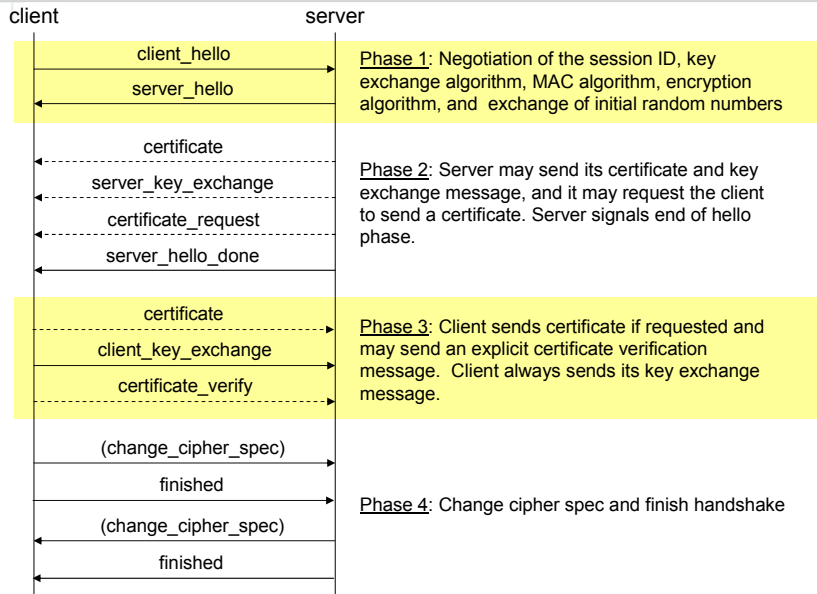 client
server
client_hello
server_hello
Phase 1: Negotiation of the session ID, key
exchange algorithm, MAC algorithm, encryption
algorithm, and exchange of initial random numbers
certificate
server_key_exchange
certificate_request
server_hello_done
Phase 2: Server may send its certificate and key
exchange message, and it may request the client
to send a certificate. Server signals end of hello
phase.
certificate
client_key_exchange
certificate_verify
Phase 3: Client sends certificate if requested and
may send an explicit certificate verification
message. Client always sends its key exchange
message.
(change_cipher_spec)
finished
(change_cipher_spec)
finished
Phase 4: Change cipher spec and finish handshake